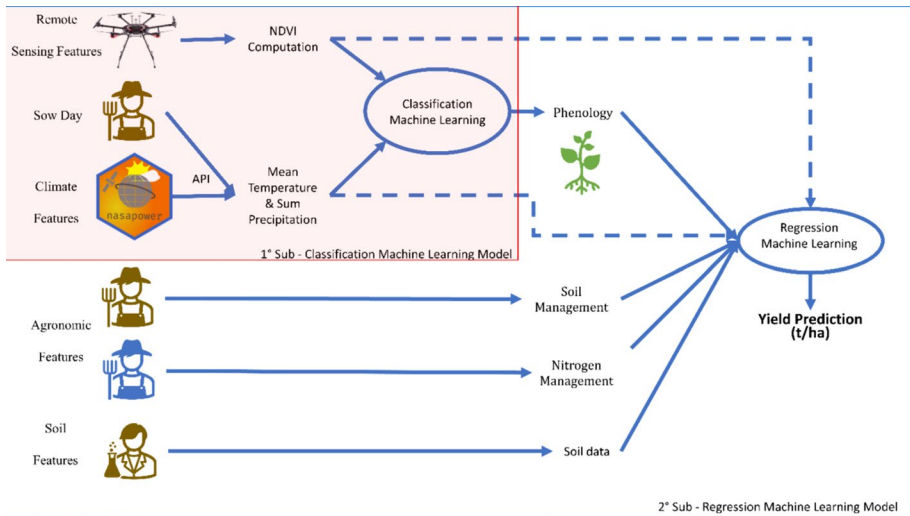 Remote
Sensing Features
NDVI
Computation
Classification
Machine Learning
Sow Day
Phenology
API
Climate
Features
nasapower
Mean
Temperature
& Sum
Precipitation
Regression
Machine Learning
1° Sub - Classification Machine Learning Model
Agronomic
Features
Soil
Management
Yield Prediction
(t/ha)
Nitrogen
Management
Soil
Features
Soil data
2° Sub - Regression Machine Learning Model